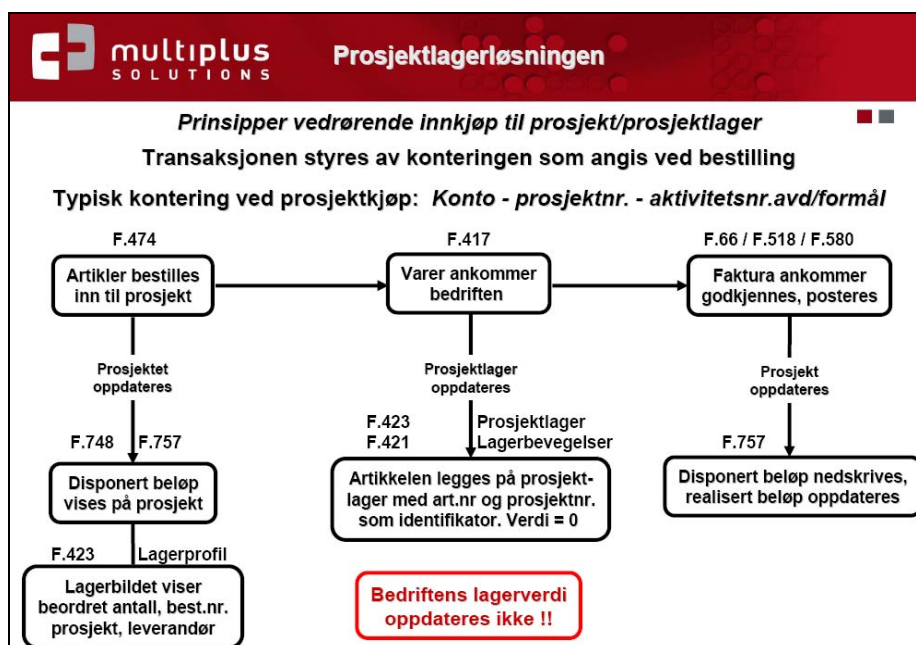 multiplus
SOLUTIONS
Prosjektlagerløsningen
Prinsipper vedrørende innkjøp til prosjekt/prosjektlager
Transaksjonen styres av konteringen som angis ved bestilling
Typisk kontering ved prosjektkjøp: Konto - prosjektnr. - aktivitetsnr.avd/formål
F.474
Artikler bestilles
inn til prosjekt
Prosjektet
oppdateres
F.748 F.757
Disponert beløp
vises på prosjekt
F.423 Lagerprofil
Lagerbildet viser
beordret antall, best.nr.
prosjekt, leverandør
F.417
Varer ankommer
bedriften
Prosjektlager
oppdateres
F.423 Prosjektlager
F.421 Lagerbevegelser
Artikkelen legges på prosjekt-
lager med art.nr og prosjektnr.
som identifikator. Verdi = 0
Bedriftens lagerverdi
oppdateres ikke !!
F.66 / F.518 / F.580
Faktura ankommer
godkjennes, posteres
Prosjekt
oppdateres
F.757
Disponert beløp nedskrives,
realisert beløp oppdateres